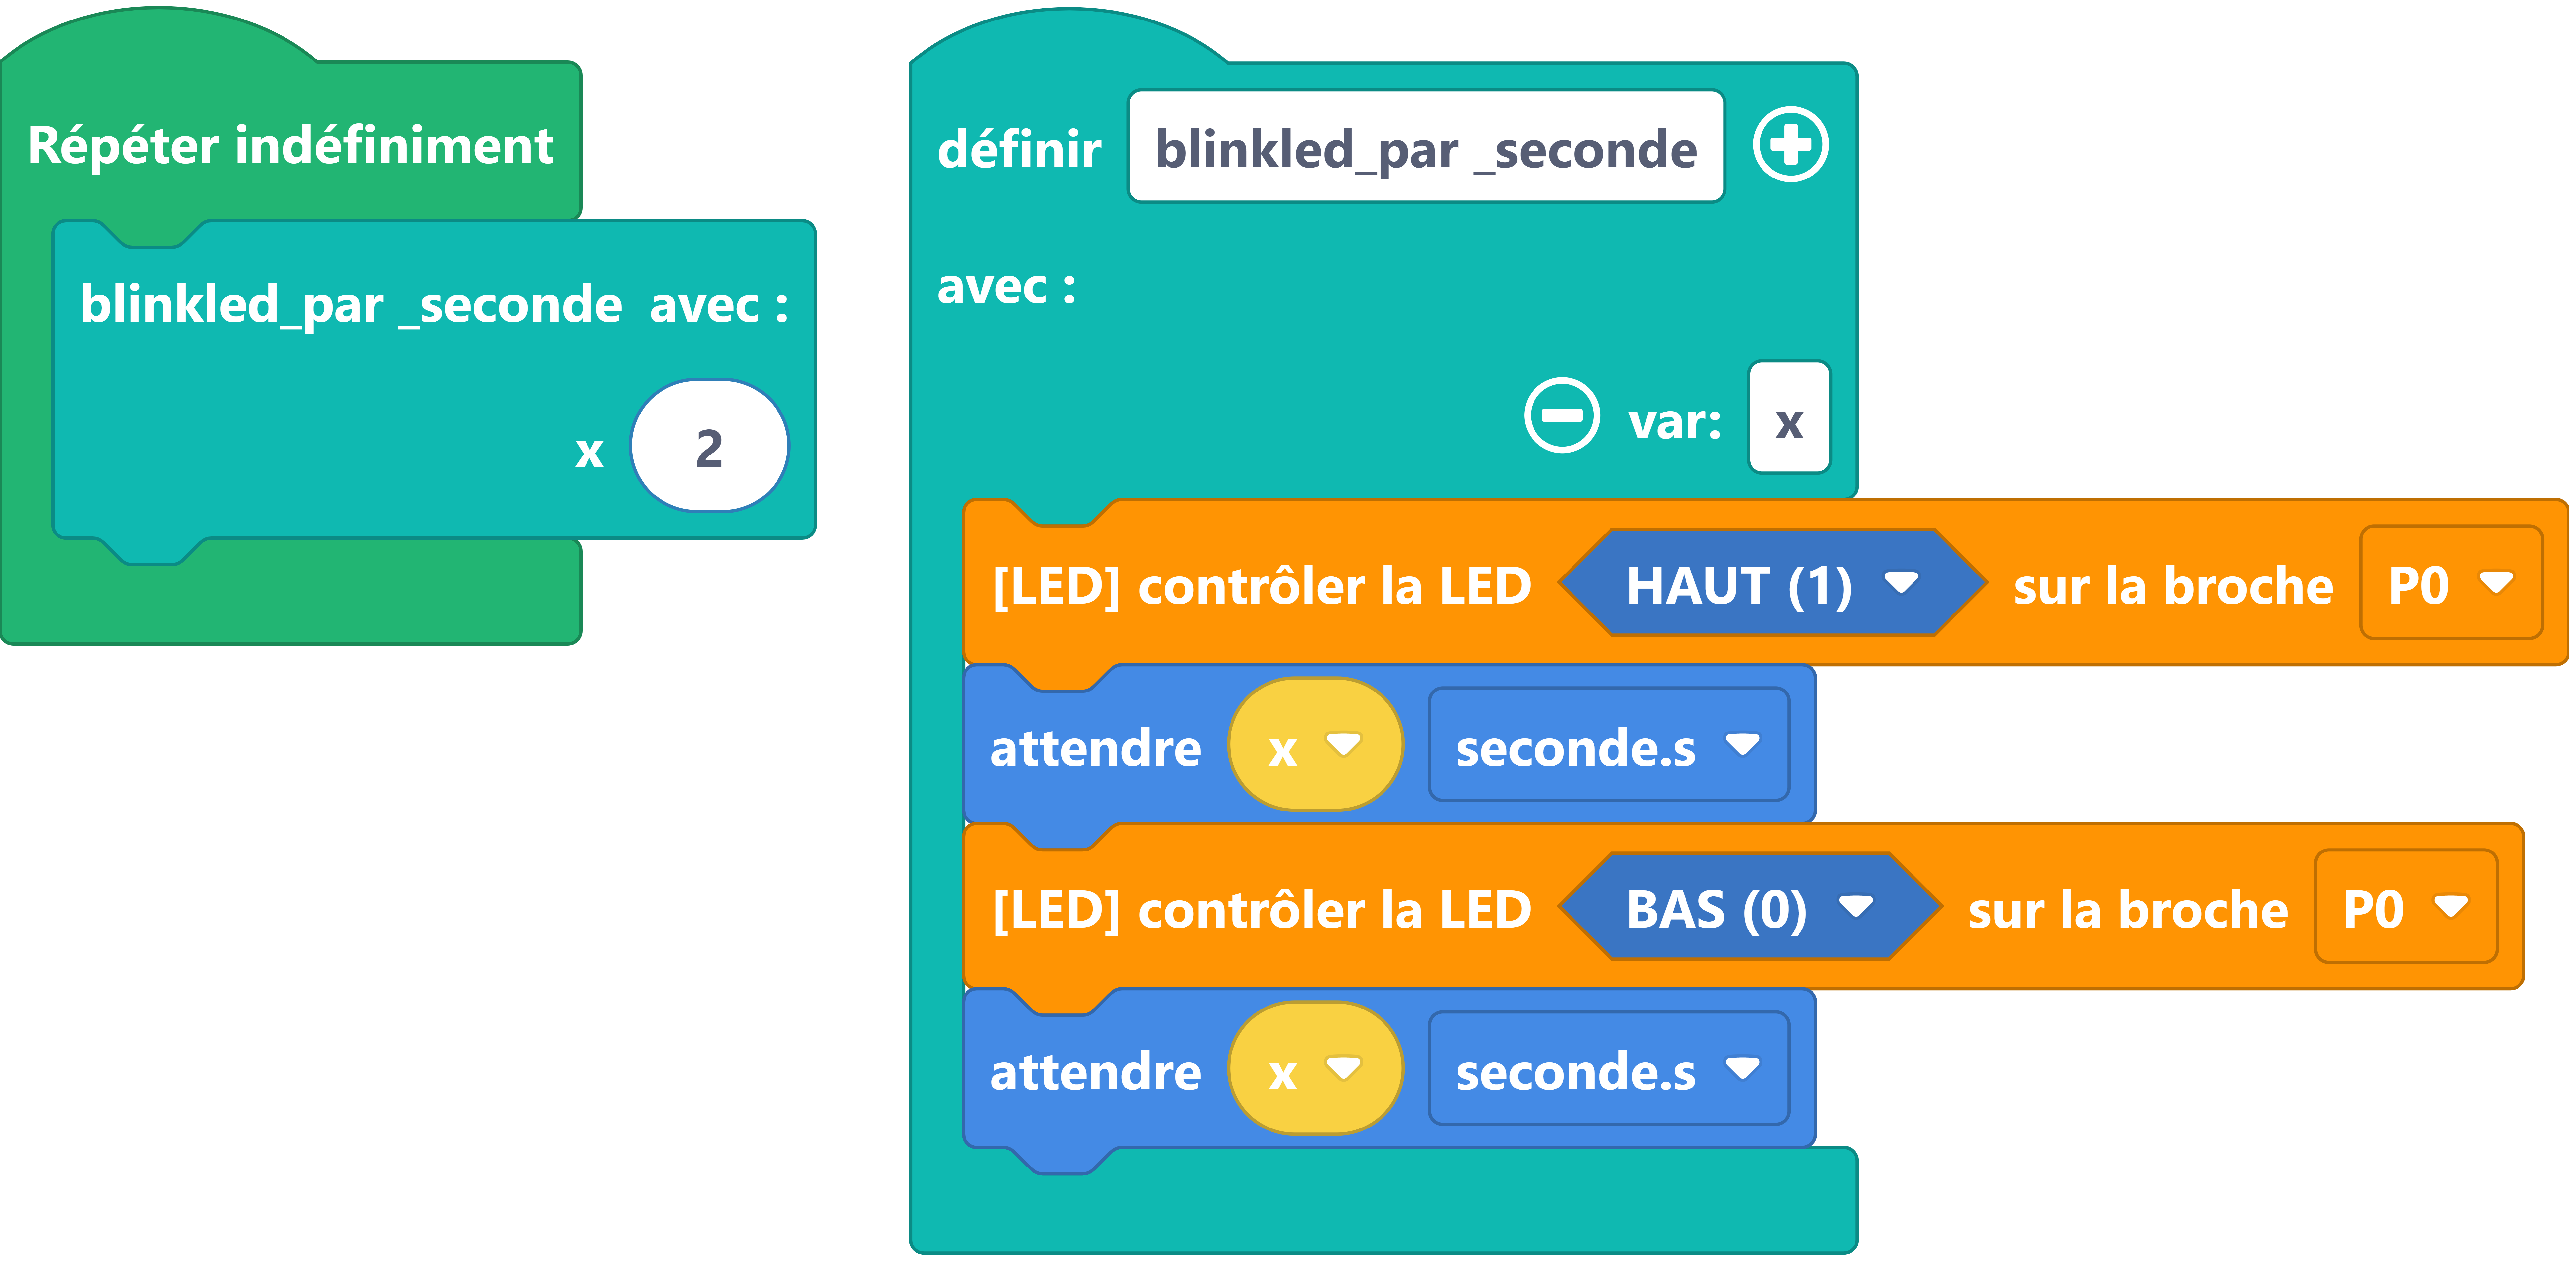 Répéter indéfiniment
blinkled_par _seconde avec :
x 2
définir blinkled_par _seconde
avec :
var: x
[LED] contrôler la LED HAUT (1) sur la broche P0
attendre x seconde.s
[LED] contrôler la LED BAS (0) sur la broche P0
attendre x seconde.s